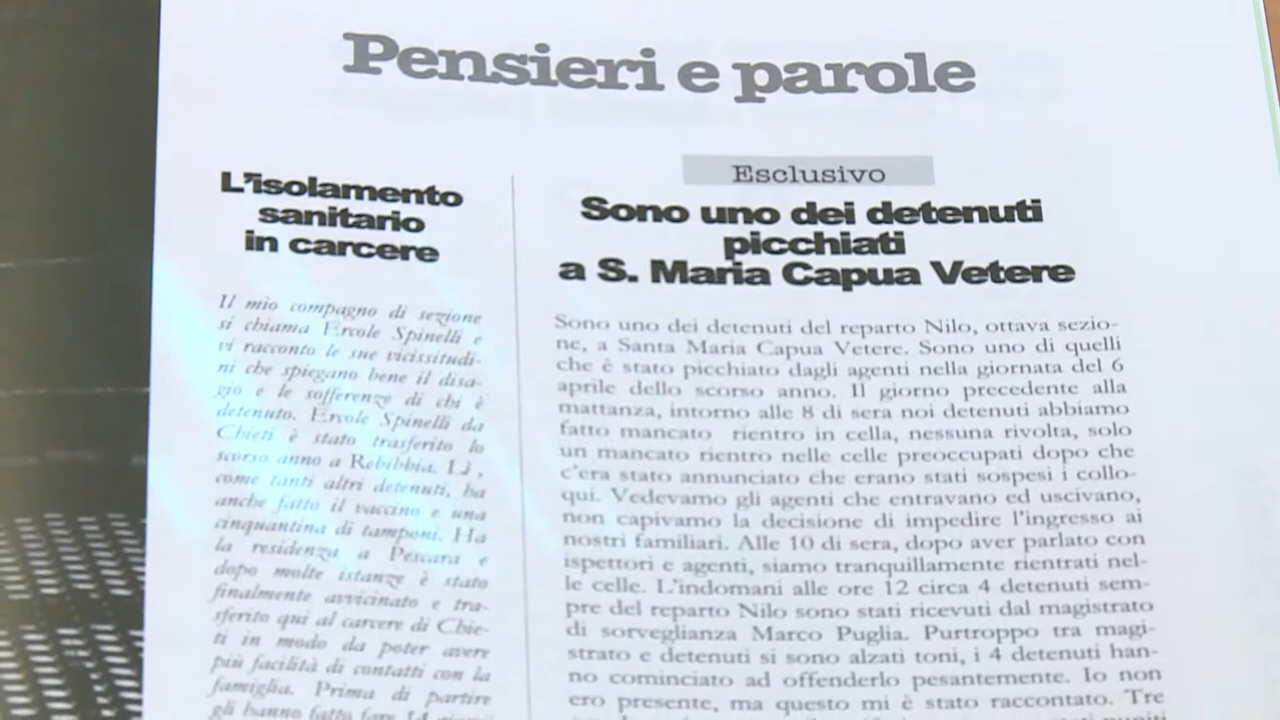 Pensieri e parole
L'isolamento
sanitario
in carcere
Il mio compagno di sezione
si chiama Ercole Spinelli e
vi racconto le sue vicissitudi-
ni che spiegano bene il disa-
gio e le sofferenze di chi è
detenuto. Ercole Spinelli da
Chieti è stato trasferito lo
scorso anno a Rebibbia. Lì,
come tanti altri detenuti, ha
anche fatto il vaccino e una
cinquantina di tamponi. Ha
la residenza a Pescara e
dopo molte istanze è stato
finalmente avvicinato e tra-
sferito qui al carcere di Chie-
ti in modo da poter avere
più facilità di contatti con la
famiglia. Prima di partire
gli hanno fatto fare 14
Esclusivo
Sono uno dei detenuti
picchiati
a S. Maria Capua Vetere
Sono uno dei detenuti del reparto Nilo, ottava sezio-
ne, a Santa Maria Capua Vetere. Sono uno di quelli
che è stato picchiato dagli agenti nella giornata del 6
aprile dello scorso anno. Il giorno precedente alla
mattanza, intorno alle 8 di sera noi detenuti abbiamo
fatto mancato rientro in cella, nessuna rivolta, solo
un mancato rientro nelle celle preoccupati dopo che
c'era stato annunciato che erano stati sospesi i collo-
qui. Vedevamo gli agenti che entravano ed uscivano,
non capivamo la decisione di impedire l'ingresso ai
nostri familiari. Alle 10 di sera, dopo aver parlato con
ispettori e agenti, siamo tranquillamente rientrati nel-
le celle. L'indomani alle ore 12 circa 4 detenuti sem-
pre del reparto Nilo sono stati ricevuti dal magistrato
di sorveglianza Marco Puglia. Purtroppo tra magi-
strato e detenuti si sono alzati toni, i 4 detenuti han-
no cominciato ad offenderlo pesantemente. Io non
ero presente, ma questo mi è stato raccontato. Tre